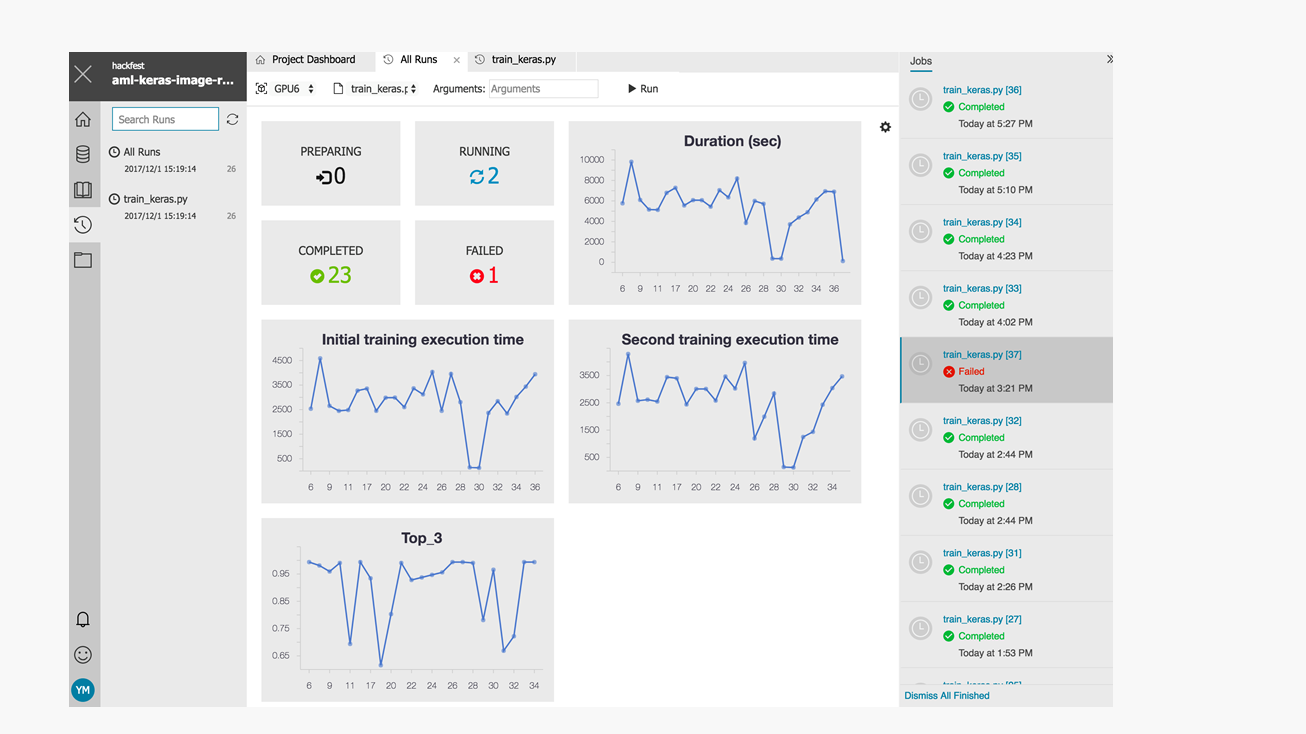 hackfest
aml-keras-image-r...
Project Dashboard
All Runs
train_keras.py
GPU6
train_keras.p
Arguments:
Arguments
Run
Search Runs
All Runs
2017/12/1 15:19:14
26
train_keras.py
2017/12/1 15:19:14
26
YM
PREPARING
0
RUNNING
2
COMPLETED
23
FAILED
1
Duration (sec)
10000
8000
6000
4000
2000
0
6 9 11 17 20 22 24 26 28 30 32 34 36
Initial training execution time
4500
3500
2500
1500
500
6 9 11 17 20 22 24 26 28 30 32 34 36
Second training execution time
3500
2500
1500
500
6 9 11 17 20 22 24 26 28 30 32 34
Top_3
0.95
0.85
0.75
0.65
6 9 11 17 20 22 24 26 28 30 32 34
Jobs
train_keras.py [36]
Completed
Today at 5:27 PM
train_keras.py [35]
Completed
Today at 5:10 PM
train_keras.py [34]
Completed
Today at 4:23 PM
train_keras.py [33]
Completed
Today at 4:02 PM
train_keras.py [37]
Failed
Today at 3:21 PM
train_keras.py [32]
Completed
Today at 2:44 PM
train_keras.py [28]
Completed
Today at 2:44 PM
train_keras.py [31]
Completed
Today at 2:26 PM
train_keras.py [27]
Completed
Today at 1:53 PM
Dismiss All Finished